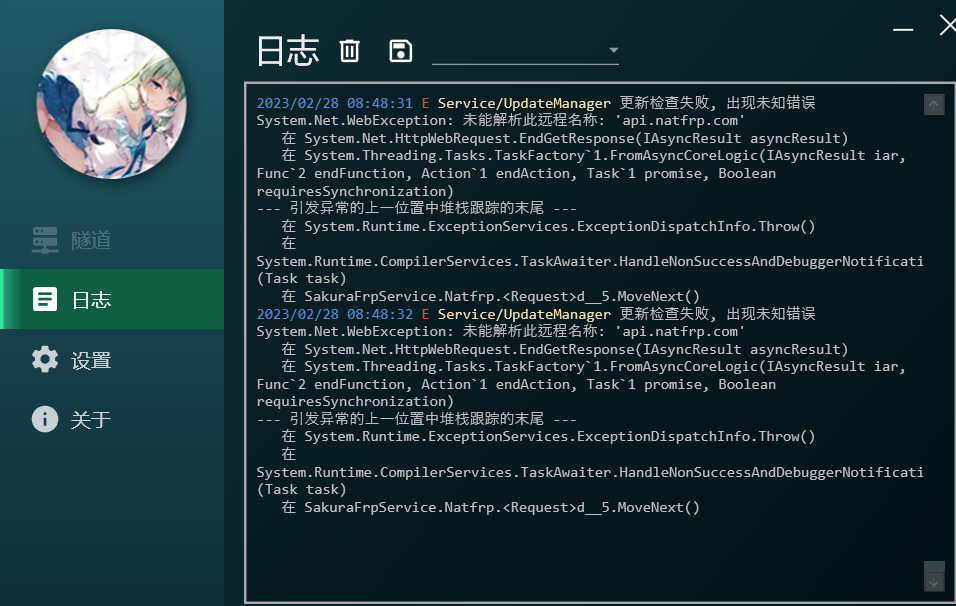 日志
隧道
日志
设置
关于
2023/02/28 08:48:31 E Service/UpdateManager 更新检查失败, 出现未知错误
System.Net.WebException: 未能解析此远程名称: 'api.natfrp.com'
在 System.Net.HttpWebRequest.EndGetResponse(IAsyncResult asyncResult)
在 System.Threading.Tasks.TaskFactory`1.FromAsyncCoreLogic(IAsyncResult iar,
Func`2 endFunction, Action`1 endAction, Task`1 promise, Boolean
requiresSynchronization)
--- 引发异常的上一位置中堆栈跟踪的末尾 ---
在 System.Runtime.ExceptionServices.ExceptionDispatchInfo.Throw()
在
System.Runtime.CompilerServices.TaskAwaiter.HandleNonSuccessAndDebuggerNotificati
(Task task)
在 SakuraFrpService.Natfrp.<Request>d__5.MoveNext()
2023/02/28 08:48:32 E Service/UpdateManager 更新检查失败, 出现未知错误
System.Net.WebException: 未能解析此远程名称: 'api.natfrp.com'
在 System.Net.HttpWebRequest.EndGetResponse(IAsyncResult asyncResult)
在 System.Threading.Tasks.TaskFactory`1.FromAsyncCoreLogic(IAsyncResult iar,
Func`2 endFunction, Action`1 endAction, Task`1 promise, Boolean
requiresSynchronization)
--- 引发异常的上一位置中堆栈跟踪的末尾 ---
在 System.Runtime.ExceptionServices.ExceptionDispatchInfo.Throw()
在
System.Runtime.CompilerServices.TaskAwaiter.HandleNonSuccessAndDebuggerNotificati
(Task task)
在 SakuraFrpService.Natfrp.<Request>d__5.MoveNext()